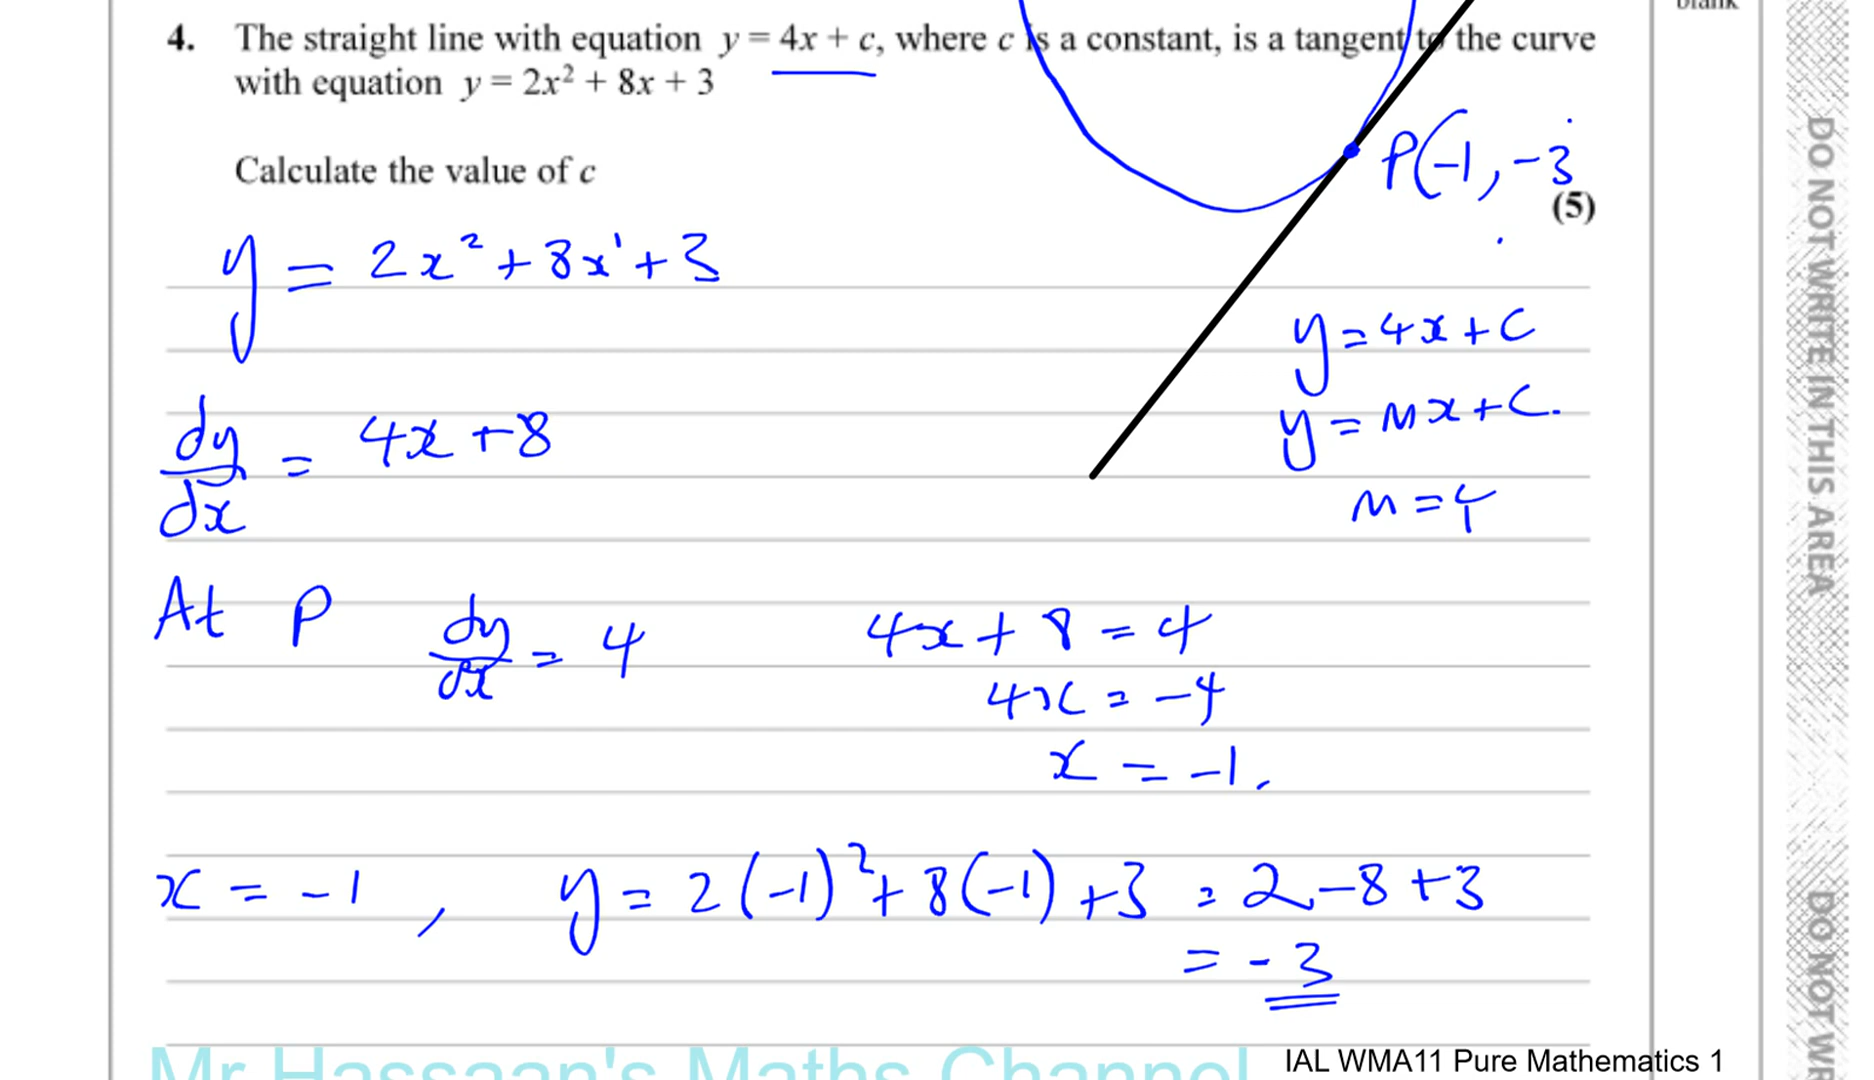 blank
4. The straight line with equation y = 4x + c, where c is a constant, is a tangent to the curve
with equation y = 2x² + 8x + 3
Calculate the value of c
P(-1, -3
(5)
y = 2x² + 8x¹ + 3
y = 4x + c
y = mx + c.
m = 4
dy/dx = 4x + 8
At P dy/dx = 4
4x + 8 = 4
4x = -4
x = -1,
x = -1, y = 2(-1)² + 8(-1) + 3 = 2 - 8 + 3
= -3
Mr Hassaan's Maths Channel
IAL WMA11 Pure Mathematics 1
DO NOT WRITE IN THIS AREA
DO NOT WR